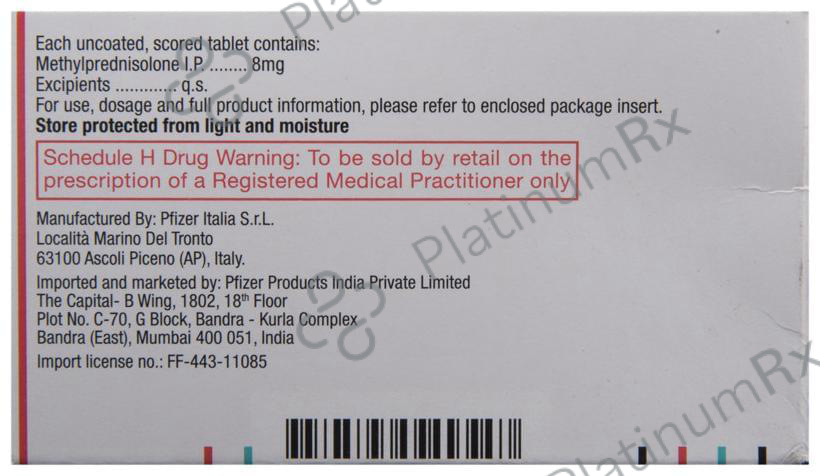 Each uncoated, scored tablet contains:
Methylprednisolone I.P. ........ 8mg
Excipients ............. q.s.
For use, dosage and full product information, please refer to enclosed package insert.
Store protected from light and moisture
Schedule H Drug Warning: To be sold by retail on the
prescription of a Registered Medical Practitioner only
Manufactured By: Pfizer Italia S.r.L.
Località Marino Del Tronto
63100 Ascoli Piceno (AP), Italy.
Imported and marketed by: Pfizer Products India Private Limited
The Capital- B Wing, 1802, 18th Floor
Plot No. C-70, G Block, Bandra - Kurla Complex
Bandra (East), Mumbai 400 051, India
Import license no.: FF-443-11085
PlatinumRx
PlatinumRx